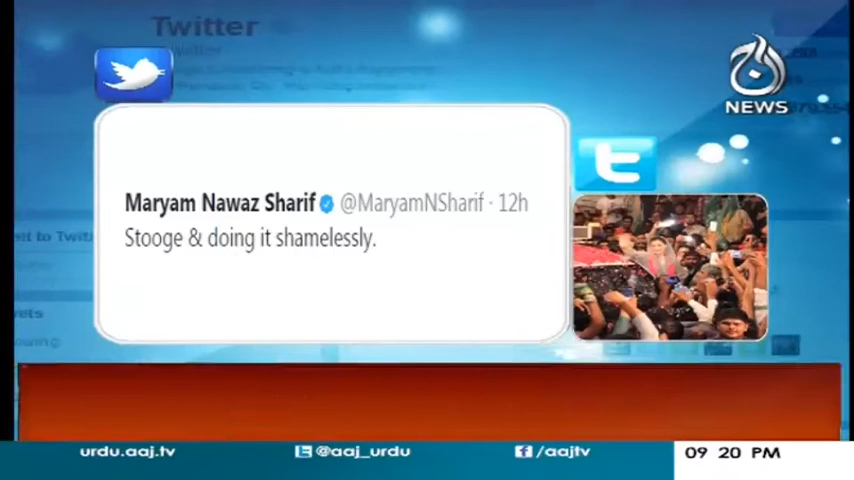 Twitter
NEWS
Maryam Nawaz Sharif @MaryamNSharif · 12h
Stooge & doing it shamelessly.
urdu.aaj.tv @aaj_urdu /aajtv 09 20 PM